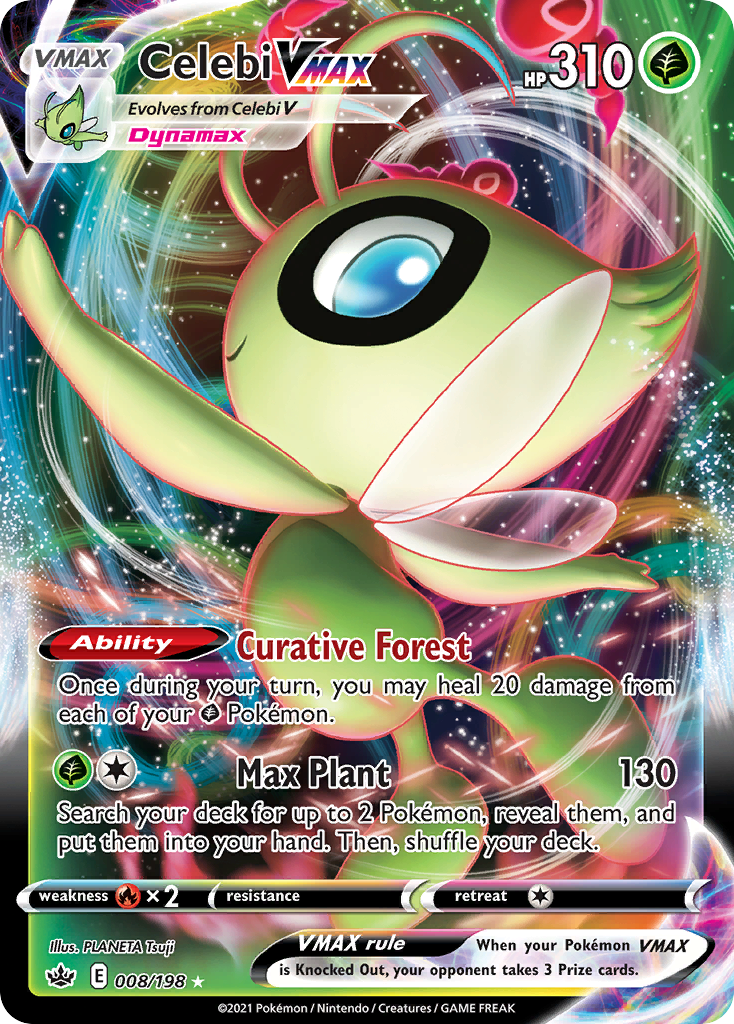 VMAX
Celebi VMAX
HP 310
Evolves from Celebi V
Dynamax
Ability Curative Forest
Once during your turn, you may heal 20 damage from
each of your Pokémon.
Max Plant 130
Search your deck for up to 2 Pokémon, reveal them, and
put them into your hand. Then, shuffle your deck.
weakness ×2 resistance retreat
Illus. PLANETA Tsuji
VMAX rule When your Pokémon VMAX
is Knocked Out, your opponent takes 3 Prize cards.
E 008/198 ★
©2021 Pokémon / Nintendo / Creatures / GAME FREAK